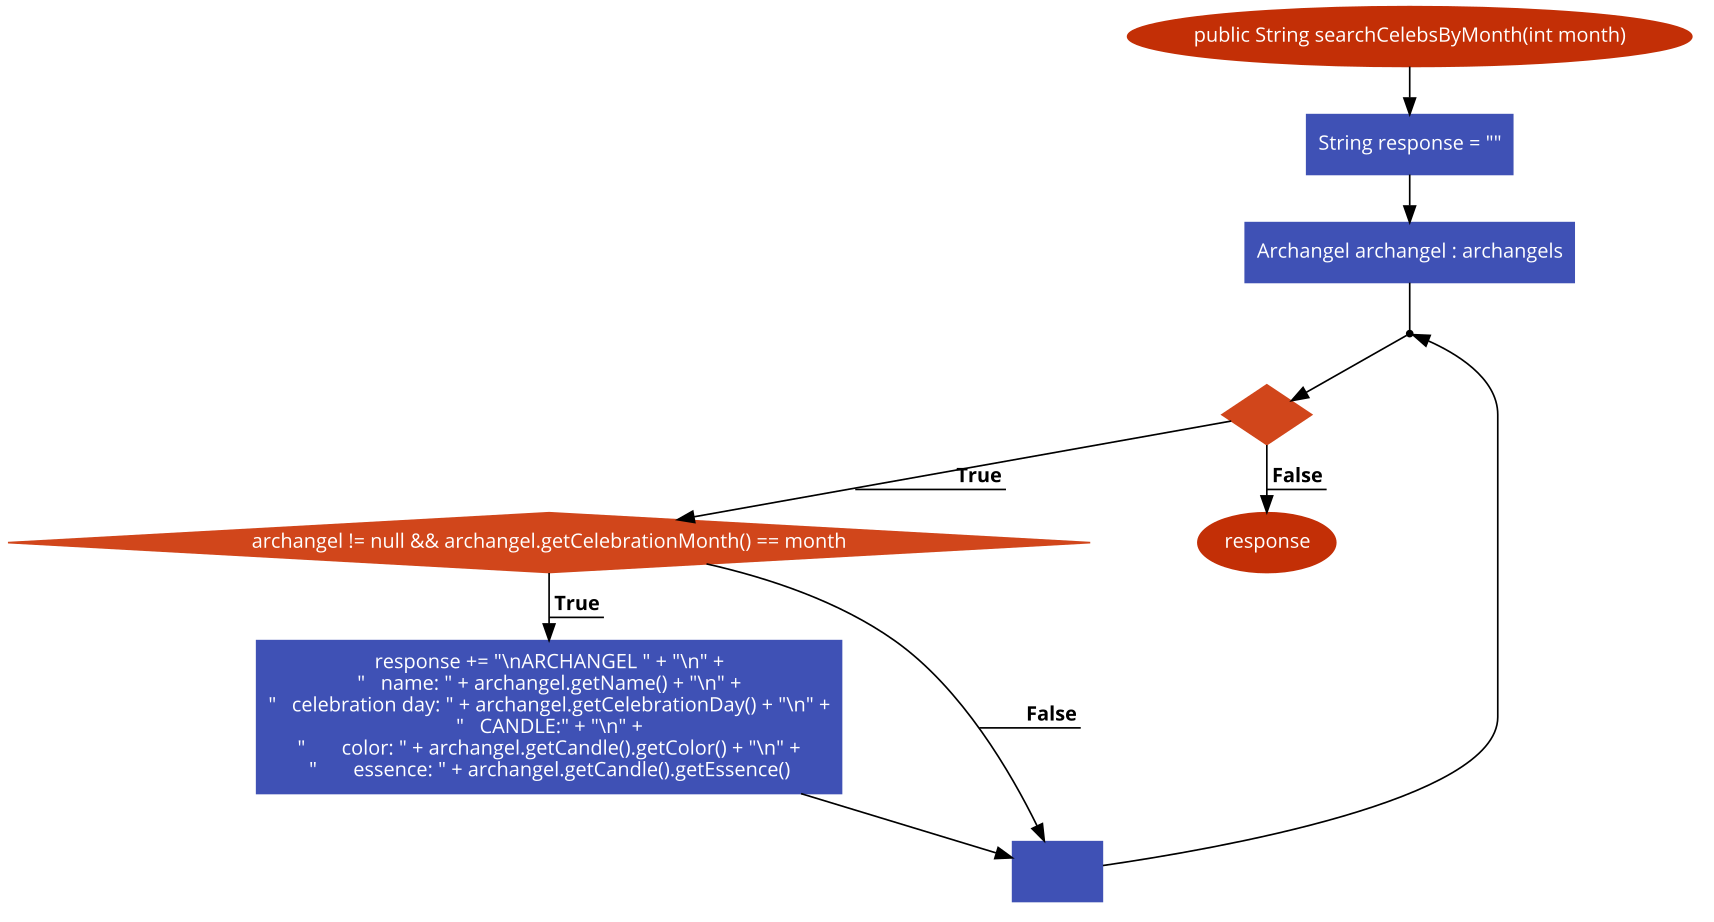 public String searchCelebsByMonth(int month)
String response = ""
Archangel archangel : archangels
True
False
archangel != null && archangel.getCelebrationMonth() == month
response
True
response += "\nARCHANGEL " + "\n" +
"   name: " + archangel.getName() + "\n" +
"   celebration day: " + archangel.getCelebrationDay() + "\n" +
"   CANDLE:" + "\n" +
"       color: " + archangel.getCandle().getColor() + "\n" +
"       essence: " + archangel.getCandle().getEssence()
False